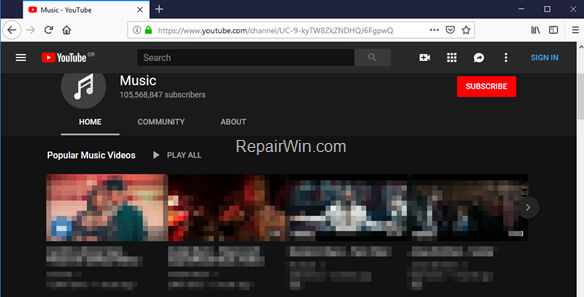 Music - YouTube
https://www.youtube.com/channel/UC-9-kyTW8ZkZNDHQJ6FgpwQ
YouTube GR
Search
SIGN IN
Music
105,568,847 subscribers
SUBSCRIBE
HOME COMMUNITY ABOUT
RepairWin.com
Popular Music Videos PLAY ALL